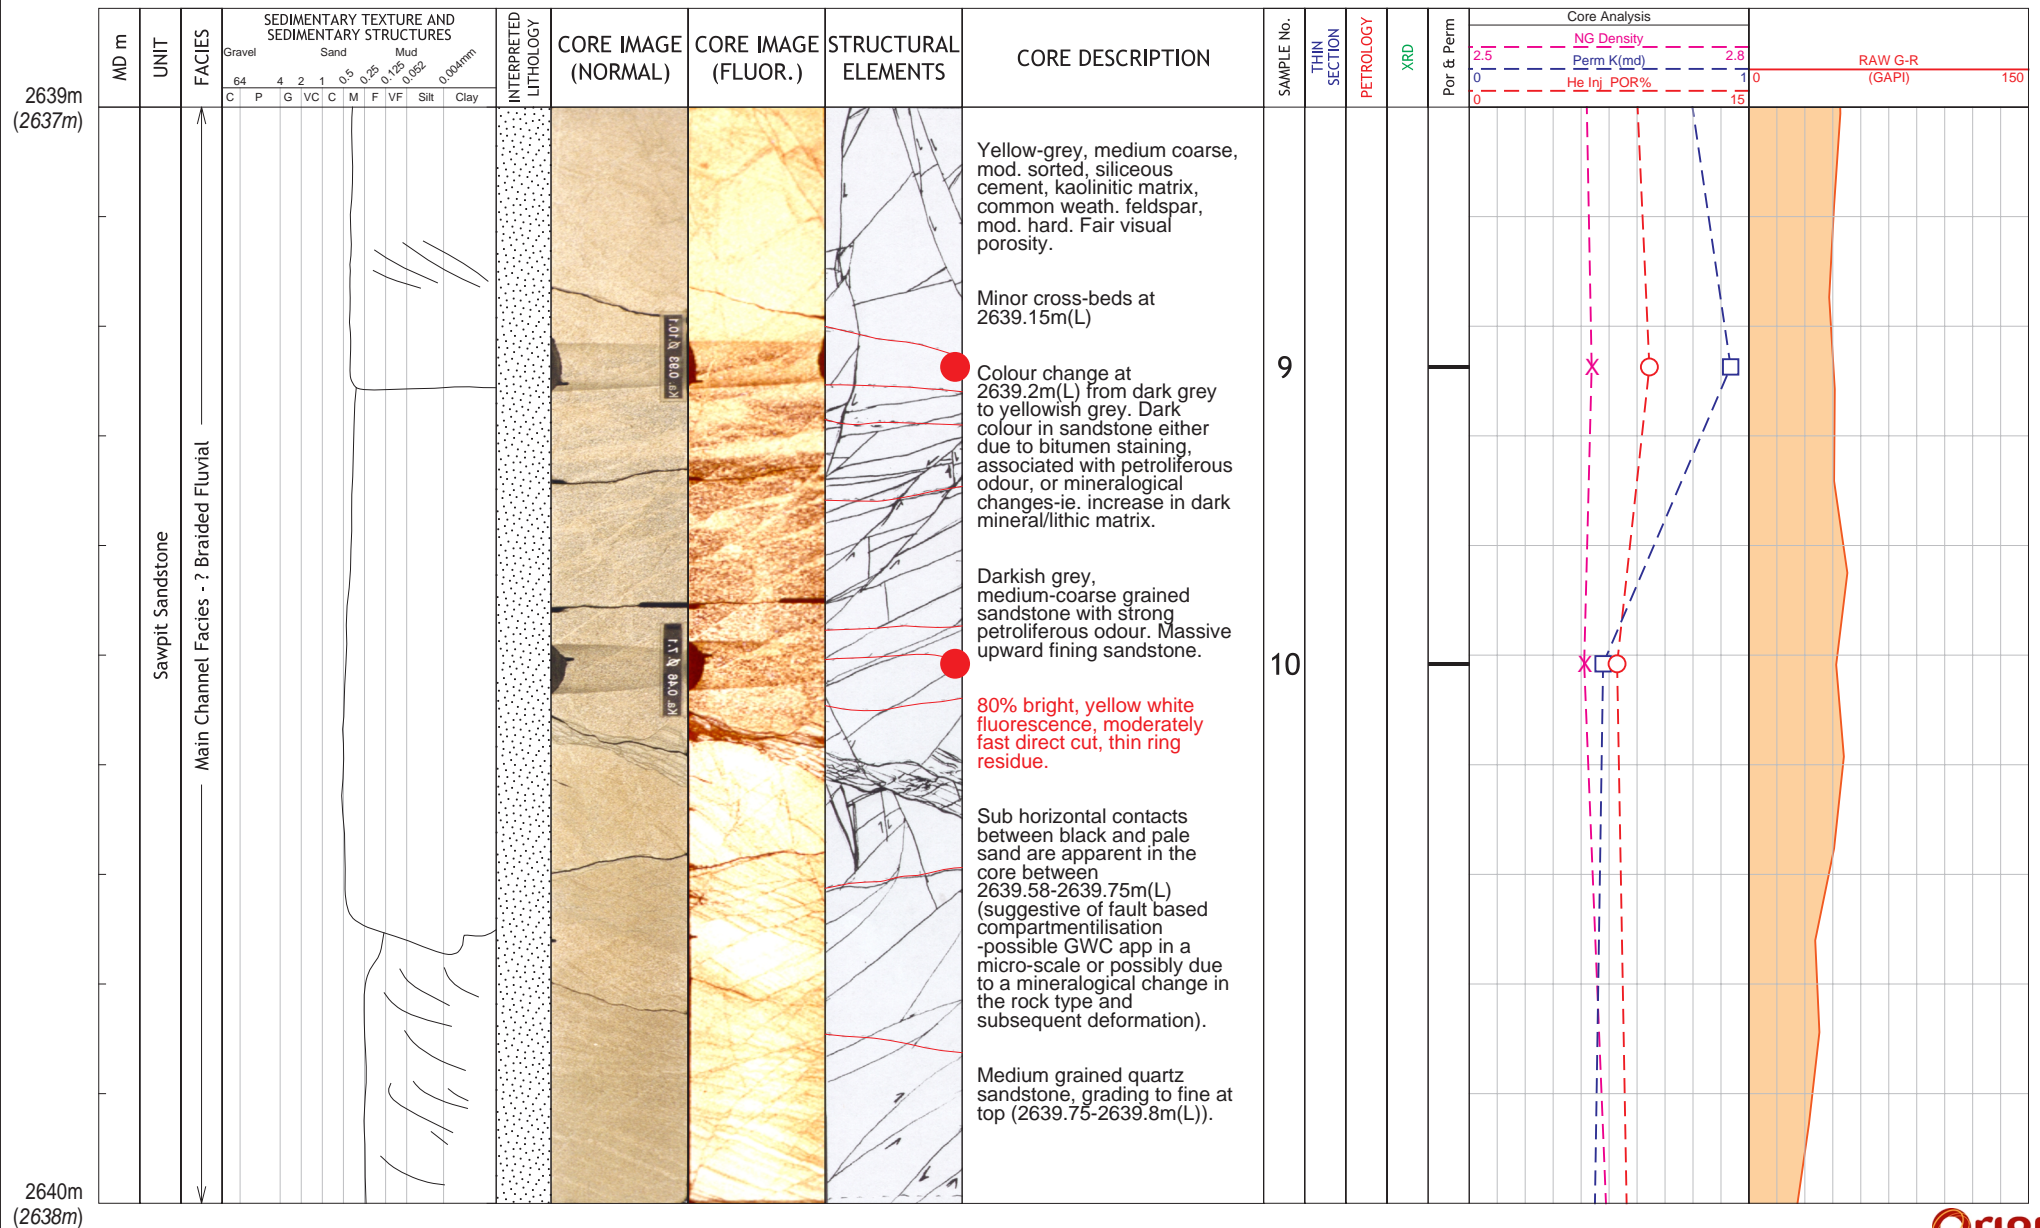 MD m
UNIT
FACIES
SEDIMENTARY TEXTURE AND
SEDIMENTARY STRUCTURES
Gravel Sand Mud
64 4 2 1 0.5 0.25 0.125 0.052 0.004mm
C P G VC C M F VF Silt Clay
INTERPRETED
LITHOLOGY
CORE IMAGE
(NORMAL)
CORE IMAGE
(FLUOR.)
STRUCTURAL
ELEMENTS
CORE DESCRIPTION
SAMPLE No.
THIN
SECTION
PETROLOGY
XRD
Por & Perm
Core Analysis
NG Density
2.5 2.8
Perm K(md)
0 1
He Inj POR%
0 15
RAW G-R
(GAPI)
0 150
2639m
(2637m)
Sawpit Sandstone
Main Channel Facies - ? Braided Fluvial
Yellow-grey, medium coarse,
mod. sorted, siliceous
cement, kaolinitic matrix,
common weath. feldspar,
mod. hard. Fair visual
porosity.
Minor cross-beds at
2639.15m(L)
Colour change at
2639.2m(L) from dark grey
to yellowish grey. Dark
colour in sandstone either
due to bitumen staining,
associated with petroliferous
odour, or mineralogical
changes-ie. increase in dark
mineral/lithic matrix.
Darkish grey,
medium-coarse grained
sandstone with strong
petroliferous odour. Massive
upward fining sandstone.
80% bright, yellow white
fluorescence, moderately
fast direct cut, thin ring
residue.
Sub horizontal contacts
between black and pale
sand are apparent in the
core between
2639.58-2639.75m(L)
(suggestive of fault based
compartmentilisation
-possible GWC app in a
micro-scale or possibly due
to a mineralogical change in
the rock type and
subsequent deformation).
Medium grained quartz
sandstone, grading to fine at
top (2639.75-2639.8m(L)).
9
10
2640m
(2638m)